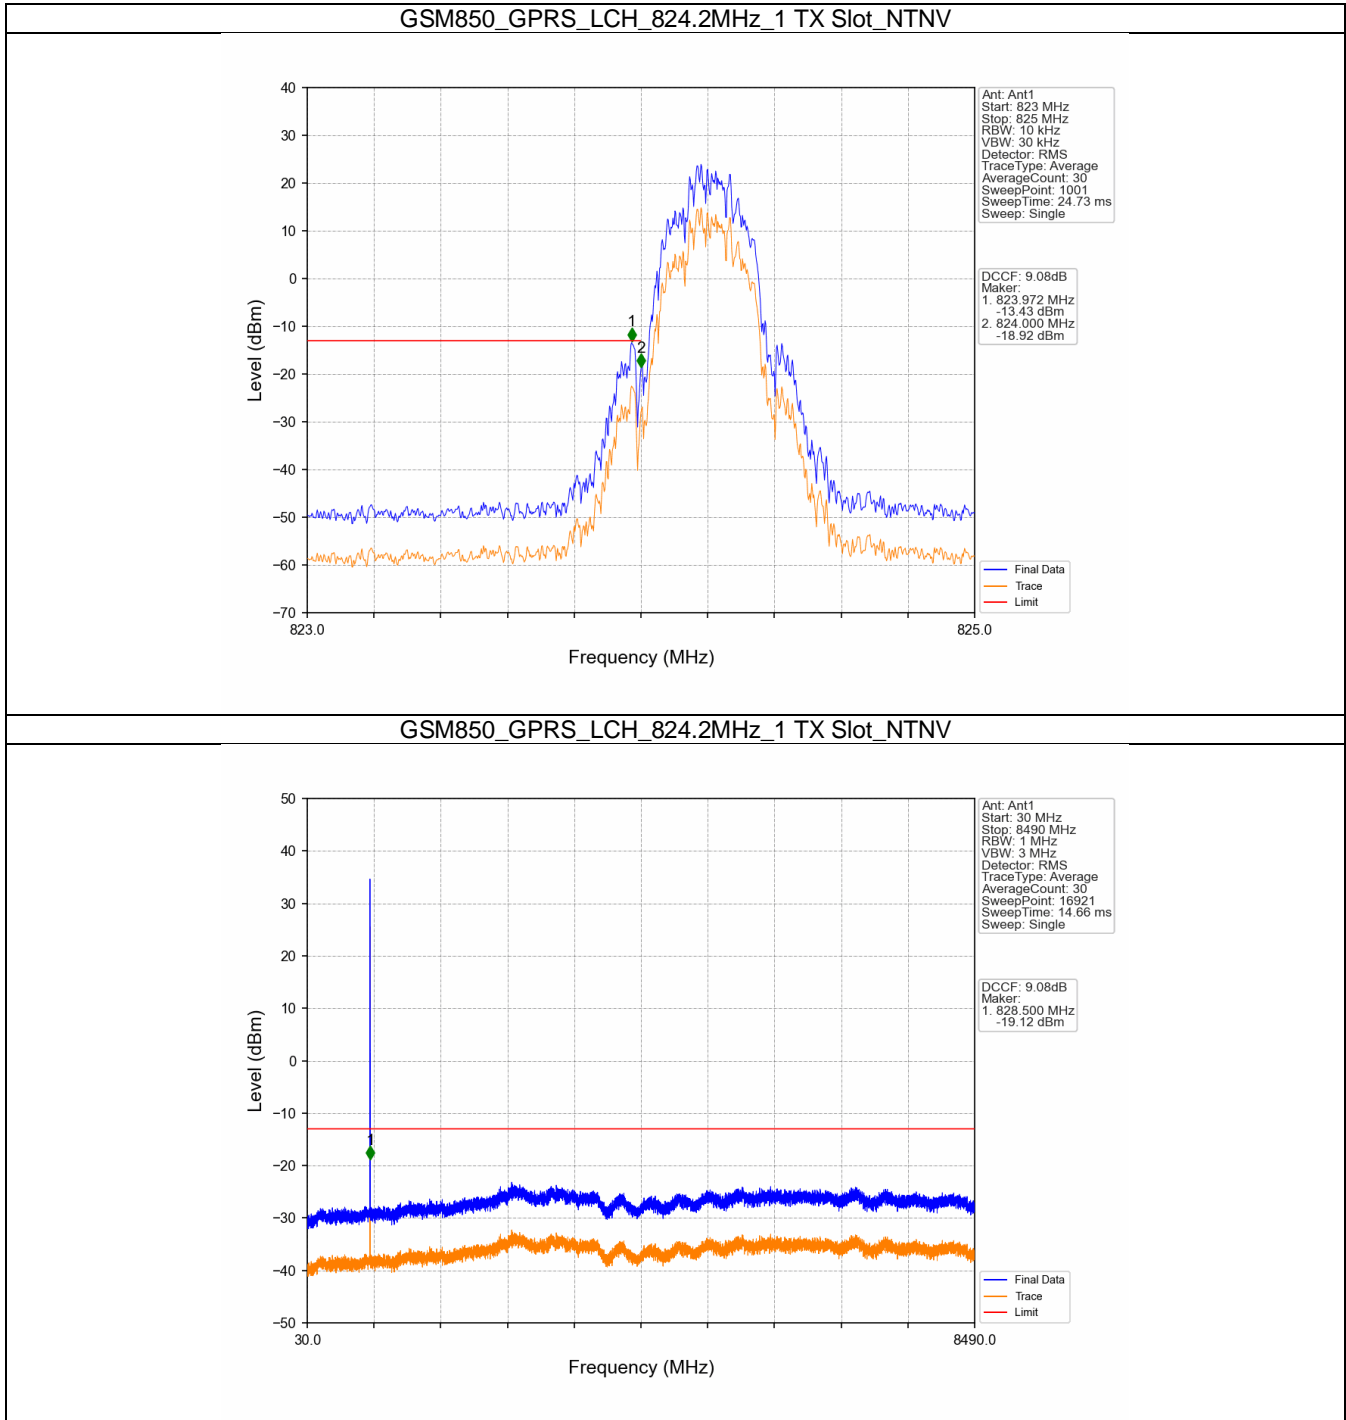 GSM850_GPRS_LCH_824.2MHz_1 TX Slot_NTNV
40
30
20
10
0
−10
−20
−30
−40
−50
−60
−70
Level (dBm)
823.0
825.0
Frequency (MHz)
1
2
Ant: Ant1
Start: 823 MHz
Stop: 825 MHz
RBW: 10 kHz
VBW: 30 kHz
Detector: RMS
TraceType: Average
AverageCount: 30
SweepPoint: 1001
SweepTime: 24.73 ms
Sweep: Single
DCCF: 9.08dB
Maker:
1. 823.972 MHz
-13.43 dBm
2. 824.000 MHz
-18.92 dBm
Final Data
Trace
Limit
GSM850_GPRS_LCH_824.2MHz_1 TX Slot_NTNV
50
40
30
20
10
0
−10
−20
−30
−40
−50
Level (dBm)
30.0
8490.0
Frequency (MHz)
1
Ant: Ant1
Start: 30 MHz
Stop: 8490 MHz
RBW: 1 MHz
VBW: 3 MHz
Detector: RMS
TraceType: Average
AverageCount: 30
SweepPoint: 16921
SweepTime: 14.66 ms
Sweep: Single
DCCF: 9.08dB
Maker:
1. 828.500 MHz
-19.12 dBm
Final Data
Trace
Limit